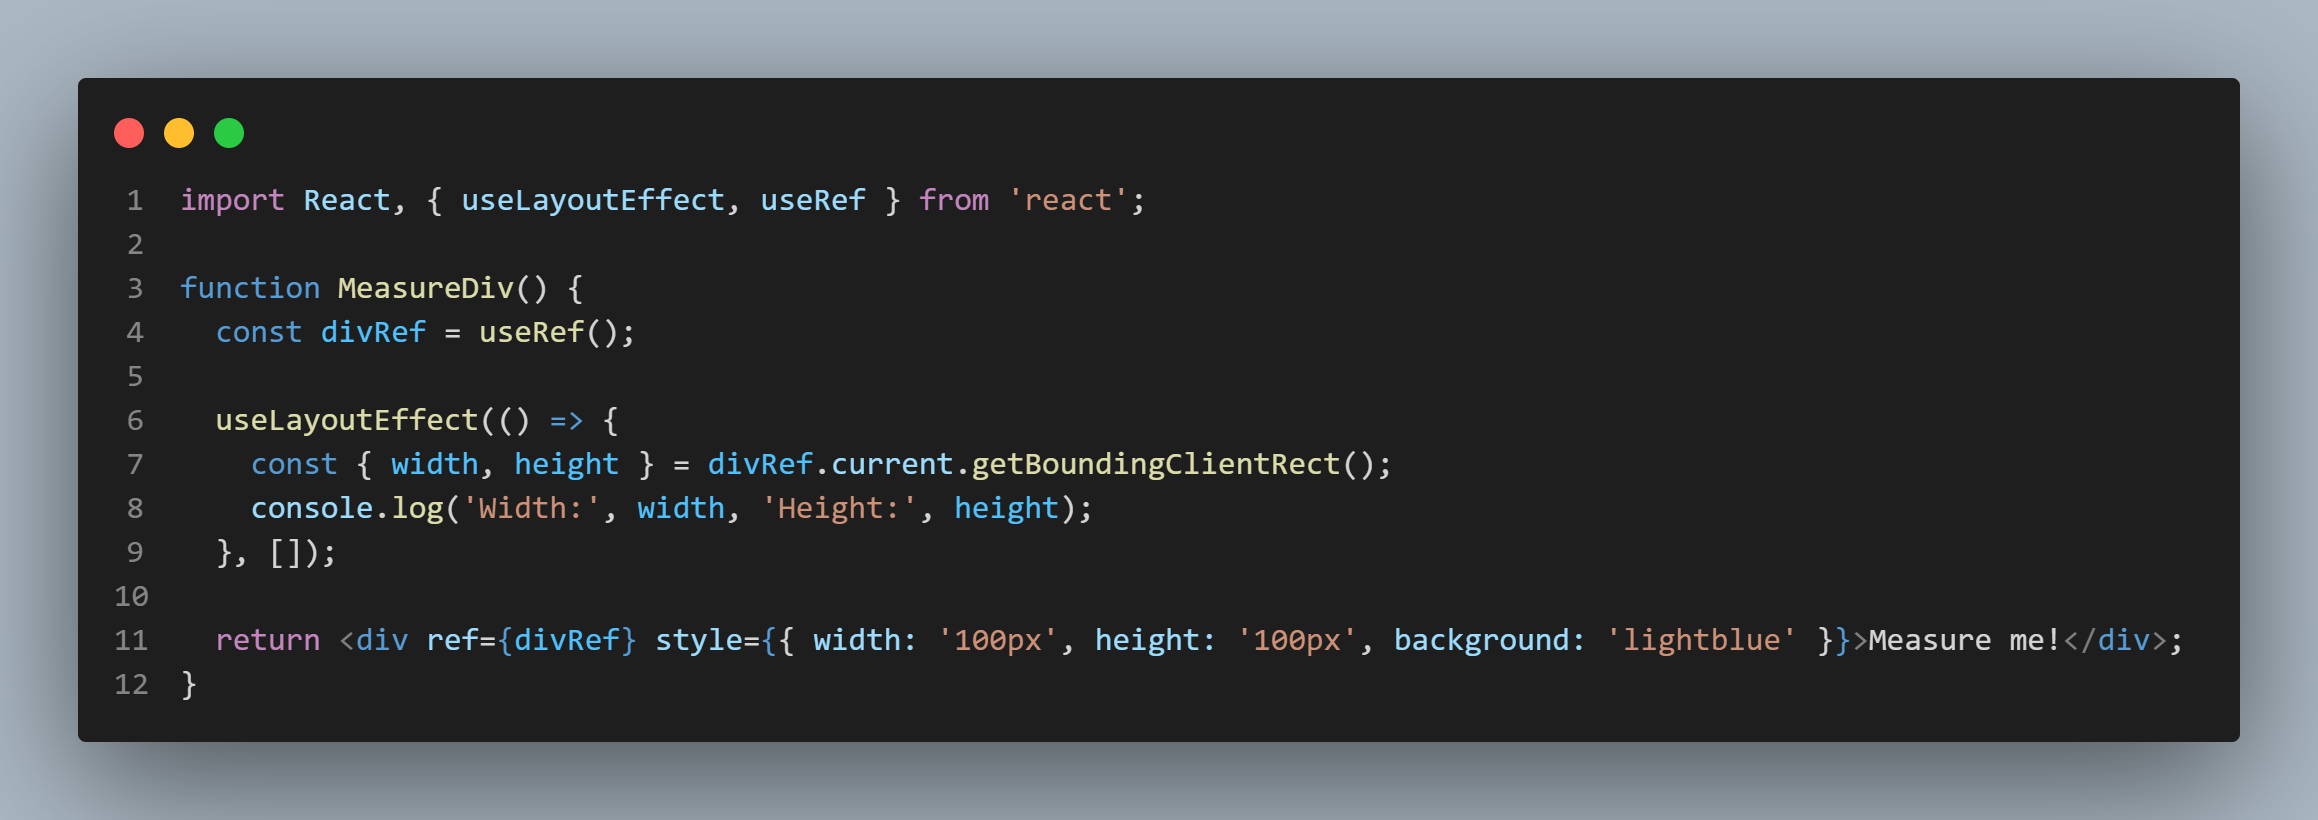 1 import React, { useLayoutEffect, useRef } from 'react';
2
3 function MeasureDiv() {
4   const divRef = useRef();
5
6   useLayoutEffect(() => {
7     const { width, height } = divRef.current.getBoundingClientRect();
8     console.log('Width:', width, 'Height:', height);
9   }, []);
10
11   return <div ref={divRef} style={{ width: '100px', height: '100px', background: 'lightblue' }}>Measure me!</div>;
12 }